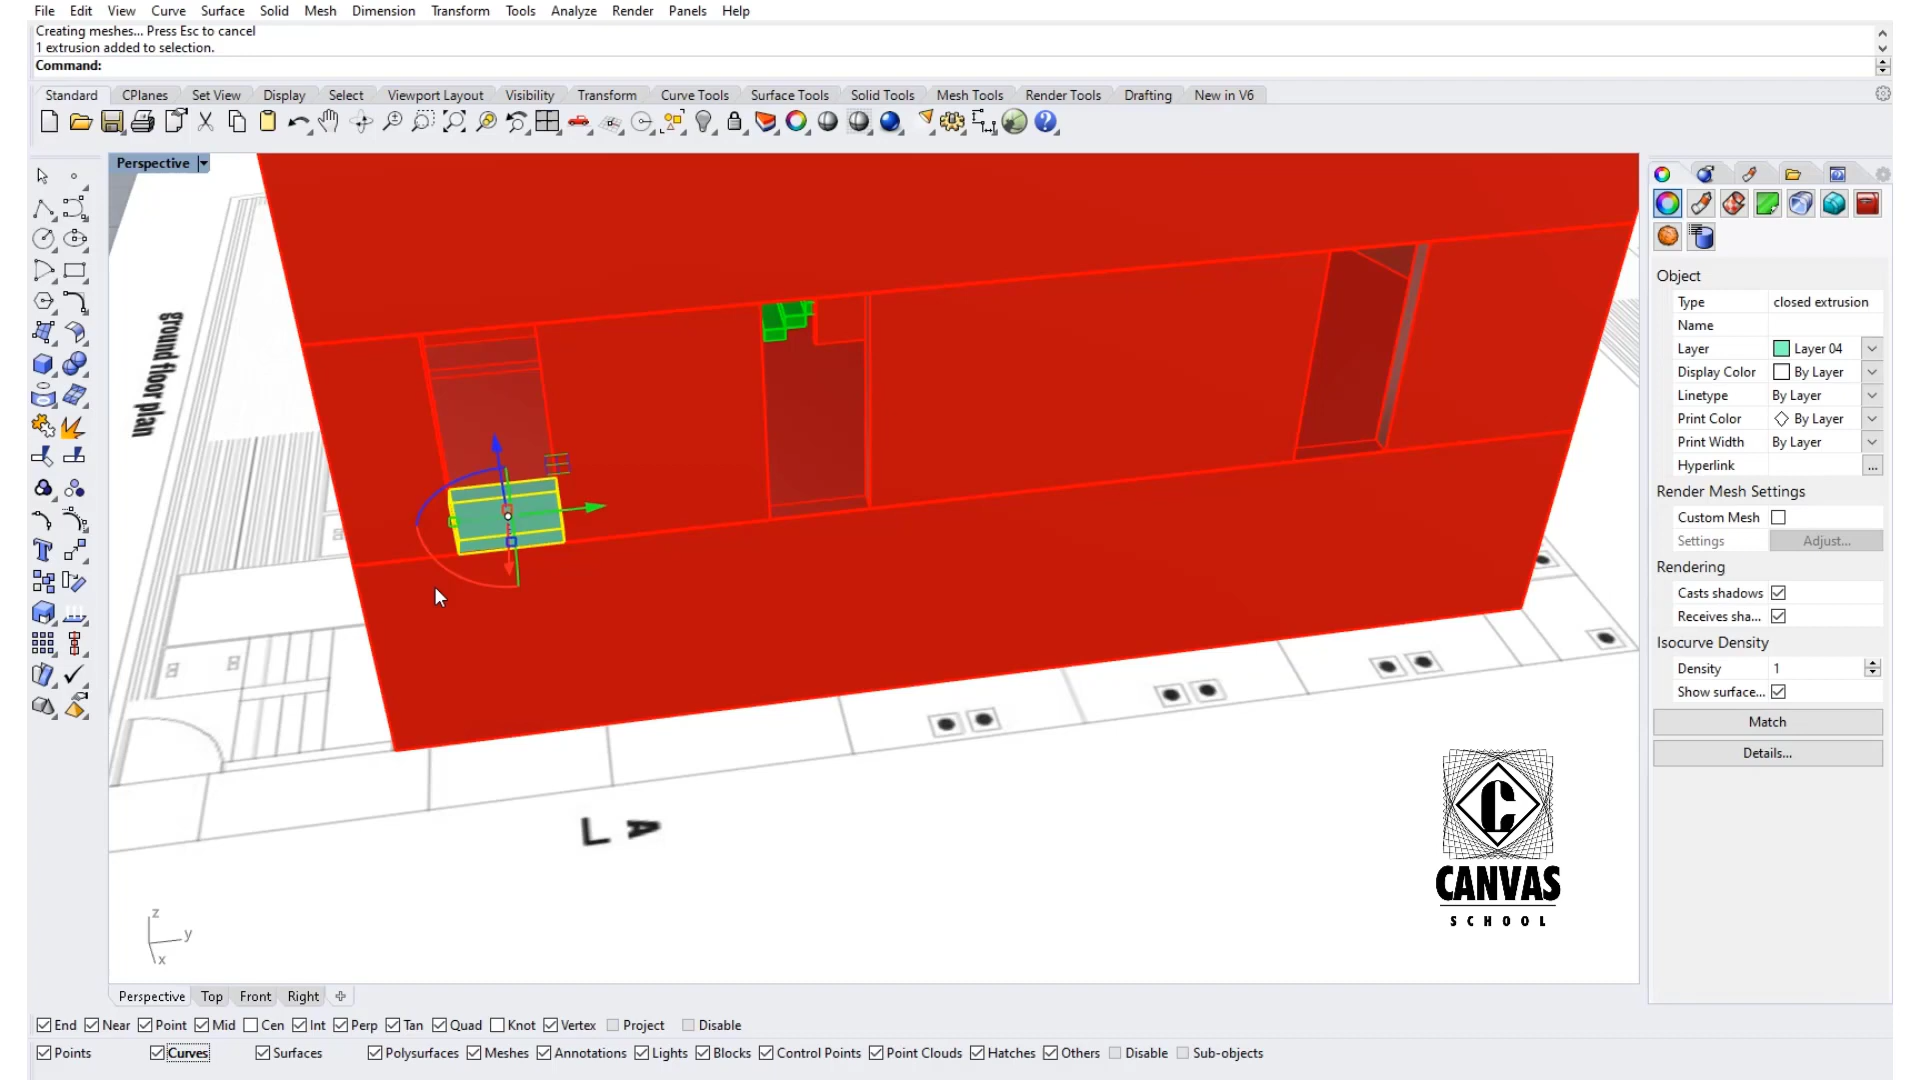 File Edit View Curve Surface Solid Mesh Dimension Transform Tools Analyze Render Panels Help
Creating meshes... Press Esc to cancel
1 extrusion added to selection.
Command:
Standard CPlanes Set View Display Select Viewport Layout Visibility Transform Curve Tools Surface Tools Solid Tools Mesh Tools Render Tools Drafting New in V6
Perspective
ground floor plan
L A
z
y
x
CANVAS
SCHOOL
Object
Type closed extrusion
Name
Layer Layer 04
Display Color By Layer
Linetype By Layer
Print Color By Layer
Print Width By Layer
Hyperlink ...
Render Mesh Settings
Custom Mesh
Settings Adjust...
Rendering
Casts shadows
Receives sha...
Isocurve Density
Density 1
Show surface...
Match
Details...
Perspective Top Front Right
End Near Point Mid Cen Int Perp Tan Quad Knot Vertex Project Disable
Points Curves Surfaces Polysurfaces Meshes Annotations Lights Blocks Control Points Point Clouds Hatches Others Disable Sub-objects